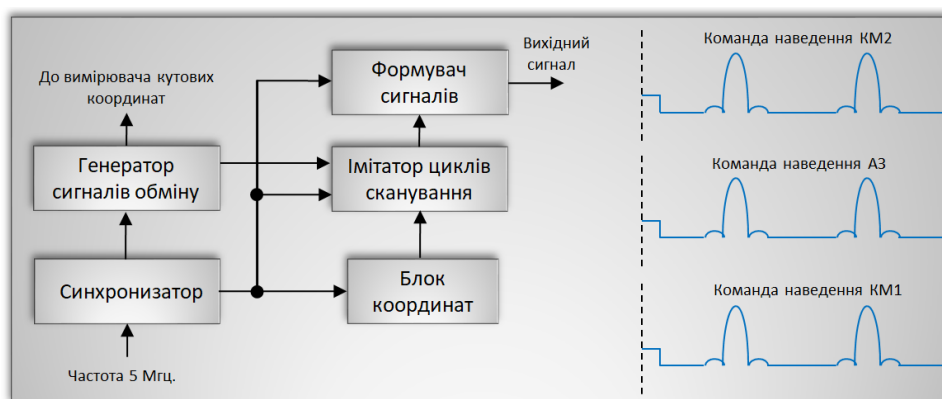 Вихідний
сигнал
Формувач
сигналів
До вимірювача кутових
координат
Генератор
сигналів обміну
Імітатор циклів
сканування
Синхронизатор
Блок
координат
Частота 5 Мгц.
Команда наведення КМ2
Команда наведення АЗ
Команда наведення КМ1